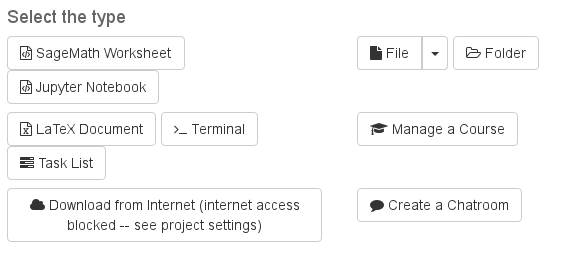 Select the type
SageMath Worksheet
File
Folder
Jupyter Notebook
LaTeX Document
Terminal
Manage a Course
Task List
Download from Internet (internet access
blocked -- see project settings)
Create a Chatroom